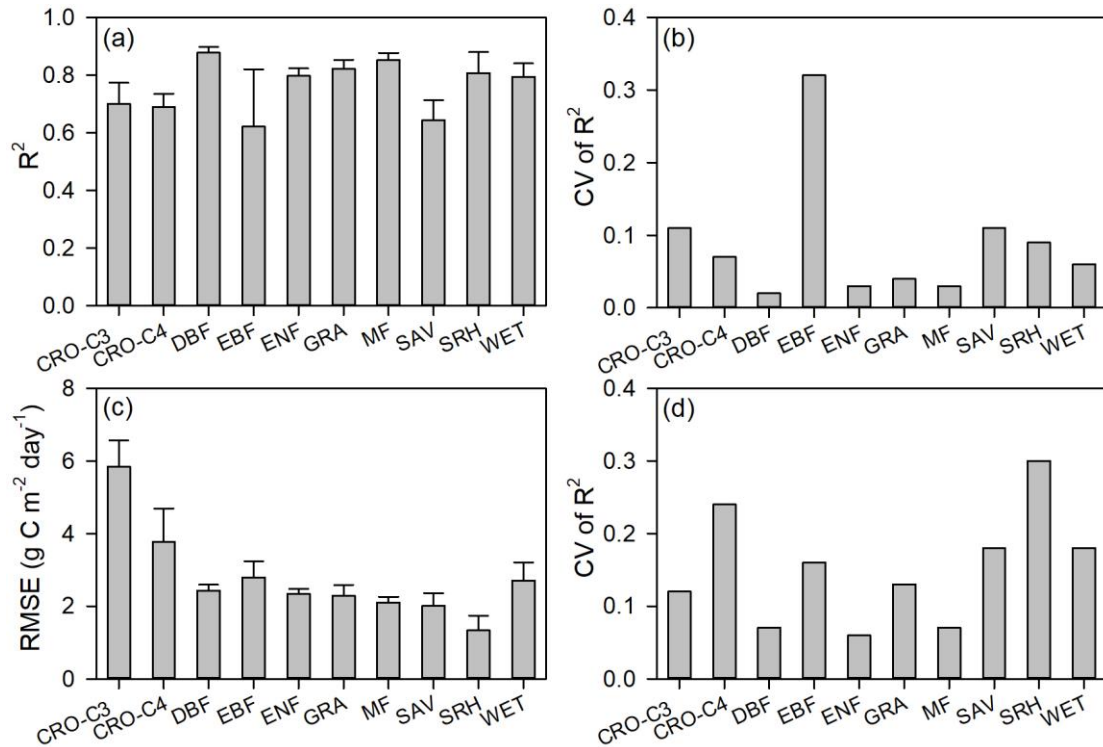 (a)
R²
1.0
0.8
0.6
0.4
0.2
0.0
CRO-C3 CRO-C4 DBF EBF ENF GRA MF SAV SRH WET
(b)
CV of R²
0.4
0.3
0.2
0.1
0.0
CRO-C3 CRO-C4 DBF EBF ENF GRA MF SAV SRH WET
(c)
RMSE (g C m⁻² day⁻¹)
8
6
4
2
0
CRO-C3 CRO-C4 DBF EBF ENF GRA MF SAV SRH WET
(d)
CV of R²
0.4
0.3
0.2
0.1
0.0
CRO-C3 CRO-C4 DBF EBF ENF GRA MF SAV SRH WET